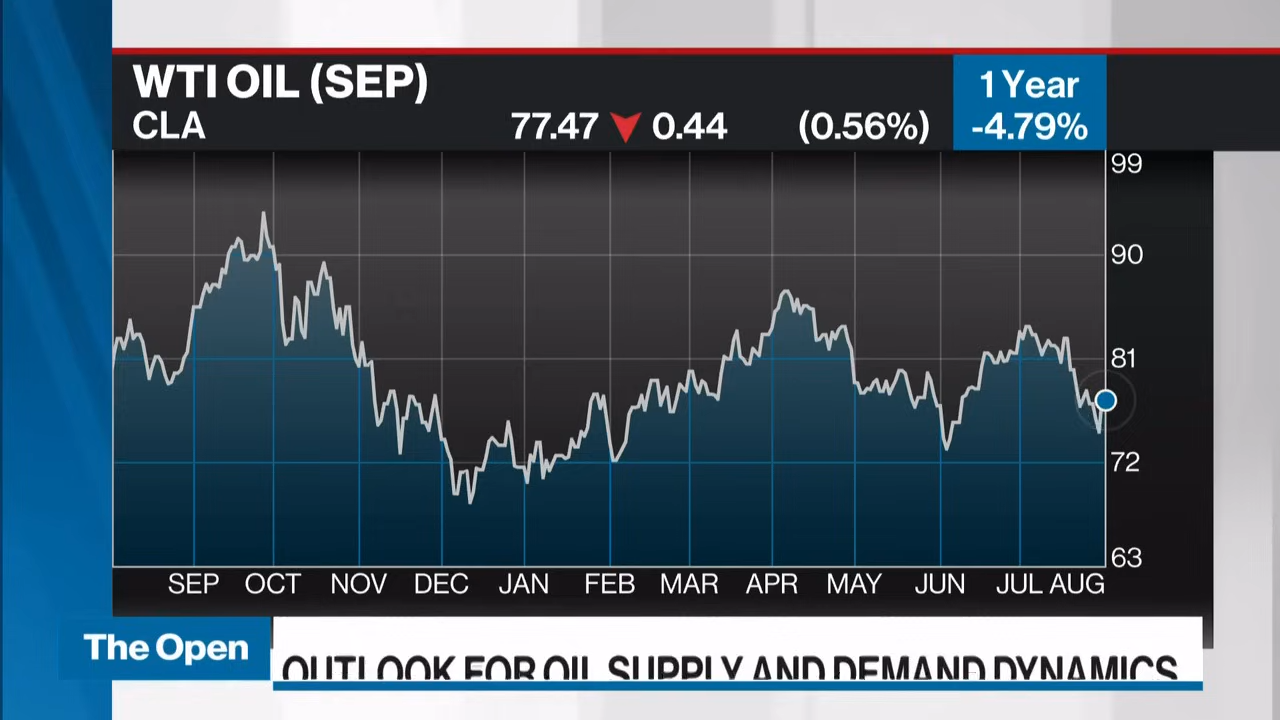 WTI OIL (SEP)
CLA 77.47 0.44 (0.56%)
1 Year
-4.79%
99
90
81
72
63
SEP OCT NOV DEC JAN FEB MAR APR MAY JUN JUL AUG
The Open
OUTLOOK FOR OIL SUPPLY AND DEMAND DYNAMICS